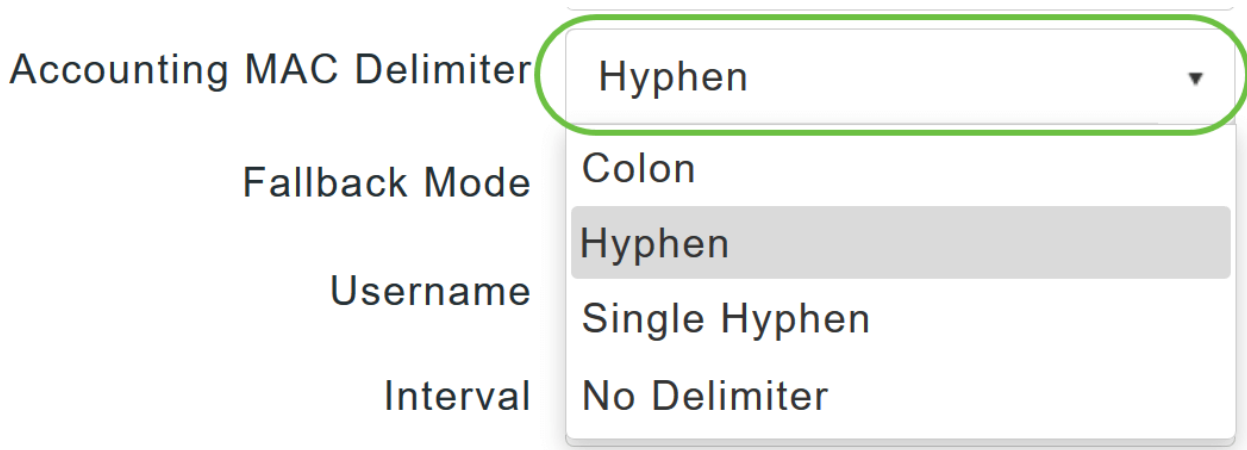 Accounting MAC Delimiter Hyphen
Colon
Fallback Mode
Hyphen
Username
Single Hyphen
Interval
No Delimiter